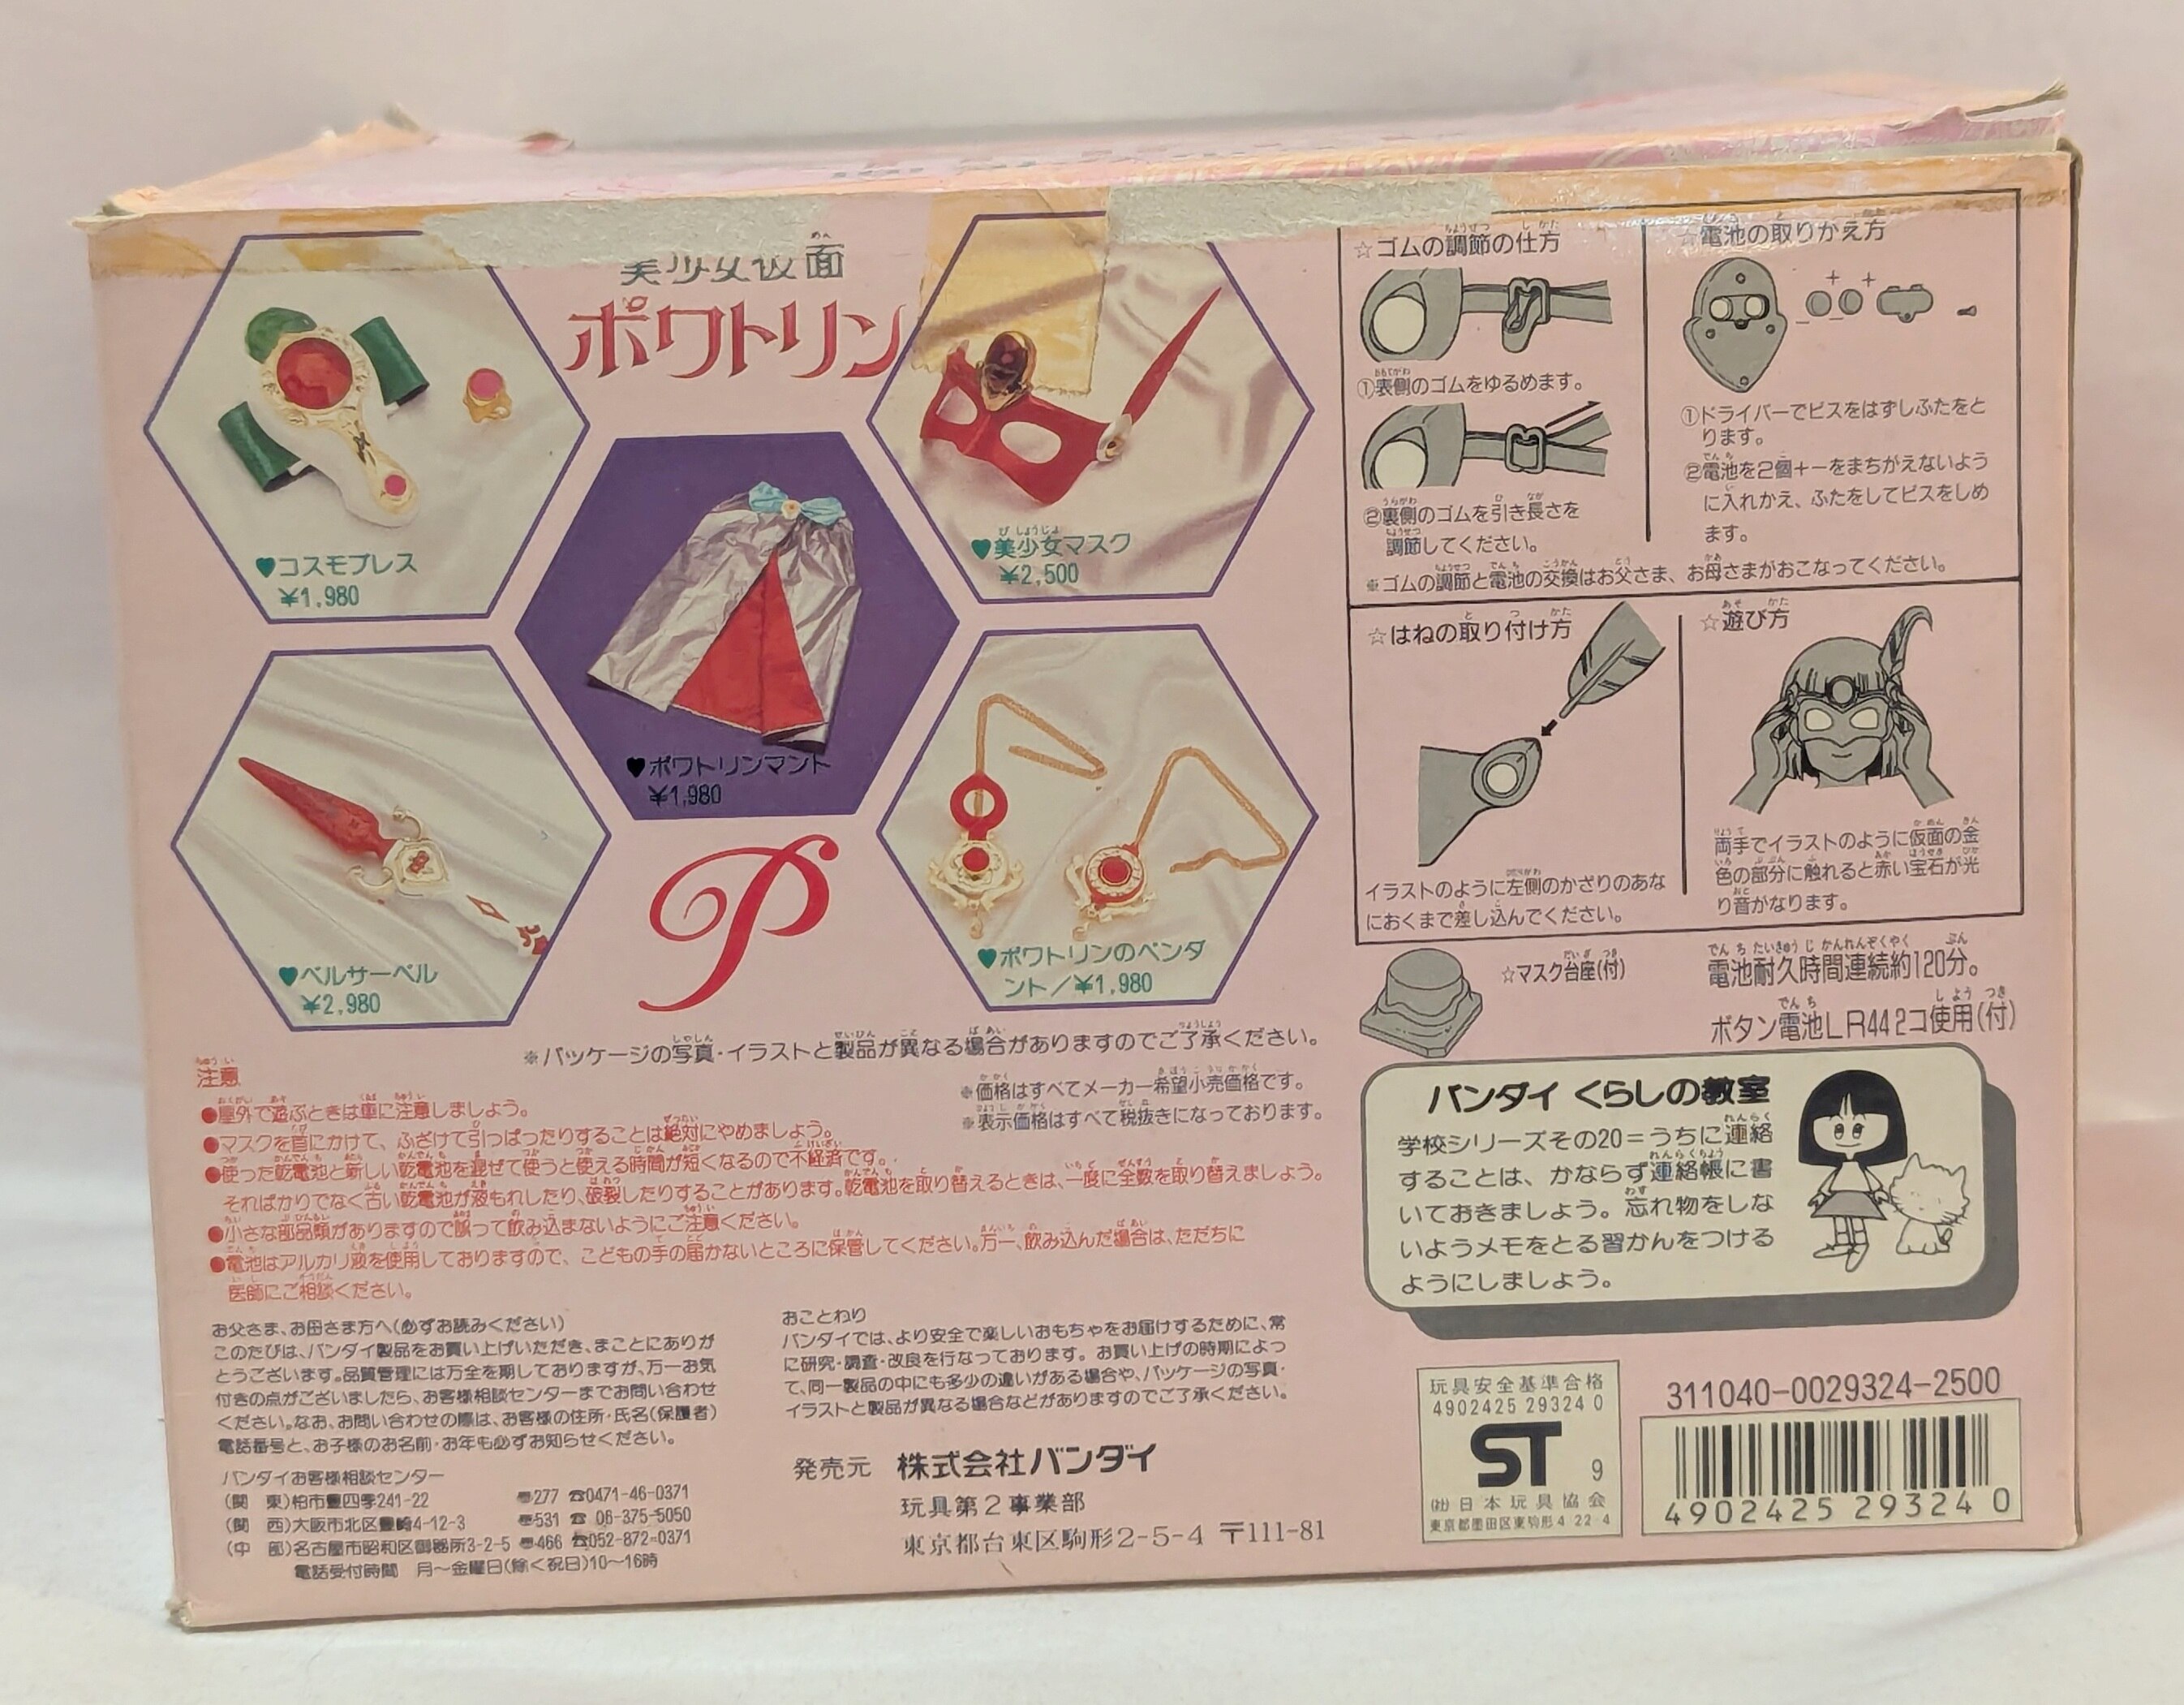 美少女仮面
ポワトリン
♥コスモブレス
¥1,980
♥美少女マスク
¥2,500
♥ポワトリンマント
¥1,980
♥ベルサーベル
¥2,980
♥ポワトリンのペンダ
ント/¥1,980
P
※パッケージの写真・イラストと製品が異なる場合がありますのでご了承ください。
※価格はすべてメーカー希望小売価格です。
※表示価格はすべて税抜きになっております。
注意
●屋外で遊ぶときは車に注意しましょう。
●マスクを首にかけて、ふざけて引っぱったりすることは絶対にやめましょう。
●使った乾電池と新しい乾電池を混ぜて使うと使える時間が短くなるので不経済です。
そればかりでなく古い乾電池が液もれしたり、破裂したりすることがあります。乾電池を取り替えるときは、一度に全数を取り替えましょう。
●小さな部品類がありますので誤って飲み込まないようにご注意ください。
●電池はアルカリ液を使用しておりますので、こどもの手の届かないところに保管してください。万一、飲み込んだ場合は、ただちに
医師にご相談ください。
お父さま、お母さま方へ(必ずお読みください)
このたびは、バンダイ製品をお買い上げいただき、まことにありが
とうございます。品質管理には万全を期しておりますが、万一お気
付きの点がございましたら、お客様相談センターまでお問い合わせ
ください。なお、お問い合わせの際は、お客様の住所・氏名(保護者)
電話番号と、お子様のお名前・お年も必ずお知らせください。
バンダイお客様相談センター
(関 東)柏市豊四季241-22 〠277 ☎0471-46-0371
(関 西)大阪市北区豊崎4-12-3 〠531 ☎ 06-375-5050
(中 部)名古屋市昭和区御器所3-2-5 〠466 ☎052-872-0371
電話受付時間 月〜金曜日(除く祝日)10〜16時
おことわり
バンダイでは、より安全で楽しいおもちゃをお届けするために、常
に研究・調査・改良を行なっております。お買い上げの時期によっ
て、同一製品の中にも多少の違いがある場合や、パッケージの写真・
イラストと製品が異なる場合などがありますのでご了承ください。
発売元 株式会社バンダイ
玩具第2事業部
東京都台東区駒形2-5-4 〒111-81
☆ゴムの調節の仕方
①表側のゴムをゆるめます。
②裏側のゴムを引き長さを
調節してください。
☆電池の取りかえ方
①ドライバーでビスをはずしふたをと
ります。
②電池を2個+−をまちがえないよう
に入れかえ、ふたをしてビスをしめ
ます。
※ゴムの調節と電池の交換はお父さま、お母さまがおこなってください。
☆はねの取り付け方
イラストのように左側のかざりのあな
におくまで差し込んでください。
☆遊び方
両手でイラストのように仮面の金
色の部分に触れると赤い宝石が光
り音がなります。
☆マスク台座(付)
電池耐久時間連続約120分。
ボタン電池LR44 2コ使用(付)
バンダイ くらしの教室
学校シリーズその20=うちに連絡
することは、かならず連絡帳に書
いておきましょう。忘れ物をしな
いようメモをとる習かんをつける
ようにしましょう。
玩具安全基準合格
4902425 29324 0
ST 9
(社)日本玩具協会
東京都墨田区東駒形4-22-4
311040-0029324-2500
4902425 293240